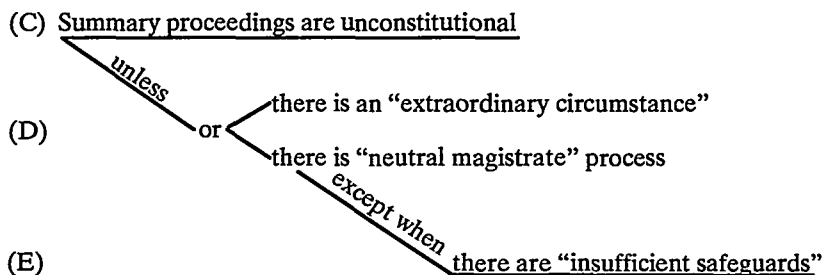 (C) Summary proceedings are unconstitutional
unless
there is an “extraordinary circumstance”
(D) or
there is “neutral magistrate” process
except when
(E) there are “insufficient safeguards”